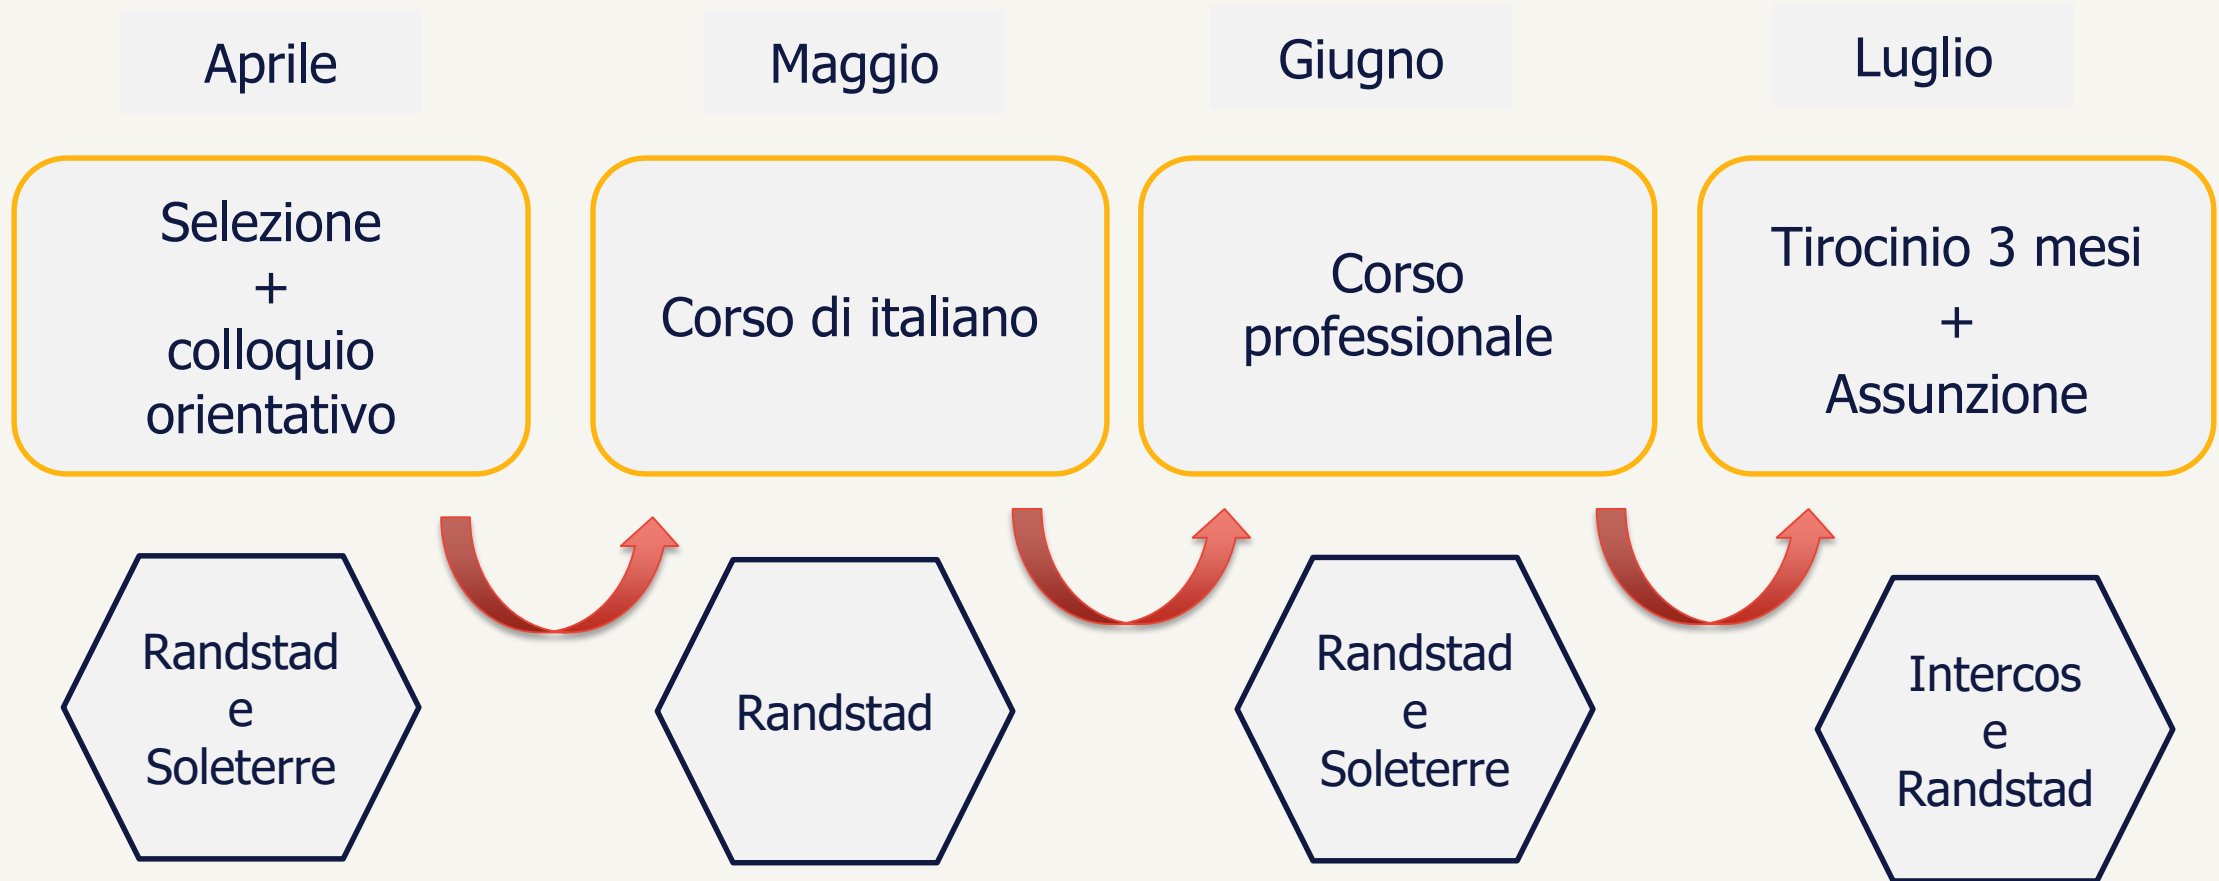 Aprile
Maggio
Giugno
Luglio
Selezione
+
colloquio
orientativo
Corso di italiano
Corso
professionale
Tirocinio 3 mesi
+
Assunzione
Randstad
e
Soleterre
Randstad
Randstad
e
Soleterre
Intercos
e
Randstad